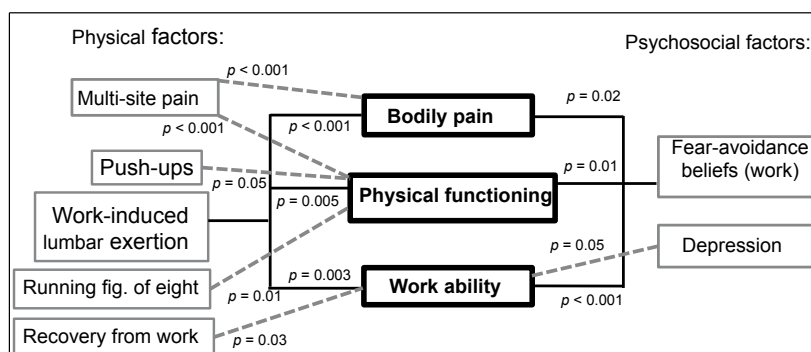 Physical factors:
Psychosocial factors:
p < 0.001
Multi-site pain
p < 0.001
p < 0.001
Bodily pain
p = 0.02
Push-ups
p = 0.05
Fear-avoidance
beliefs (work)
p = 0.01
Physical functioning
p = 0.005
Work-induced
lumbar exertion
p = 0.05
Depression
Running fig. of eight
p = 0.003
p = 0.01
Work ability
p < 0.001
Recovery from work
p = 0.03